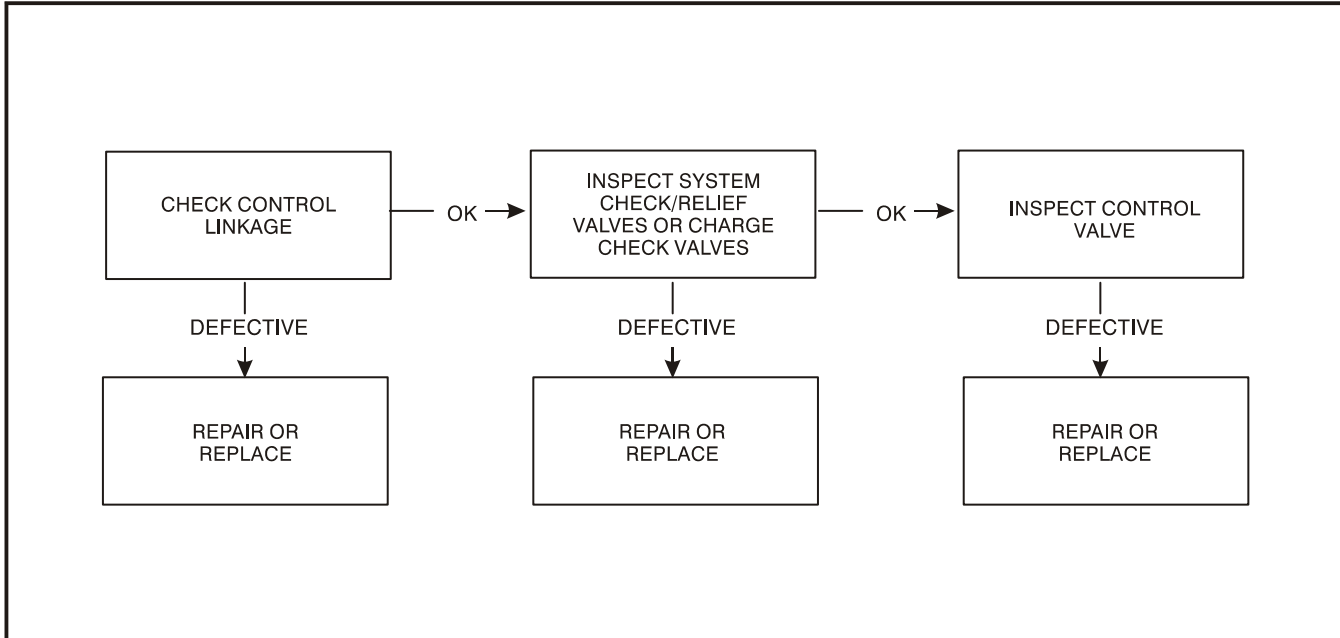 CHECK CONTROL
LINKAGE
OK
INSPECT SYSTEM
CHECK/RELIEF
VALVES OR CHARGE
CHECK VALVES
OK
INSPECT CONTROL
VALVE
DEFECTIVE
DEFECTIVE
DEFECTIVE
REPAIR OR
REPLACE
REPAIR OR
REPLACE
REPAIR OR
REPLACE